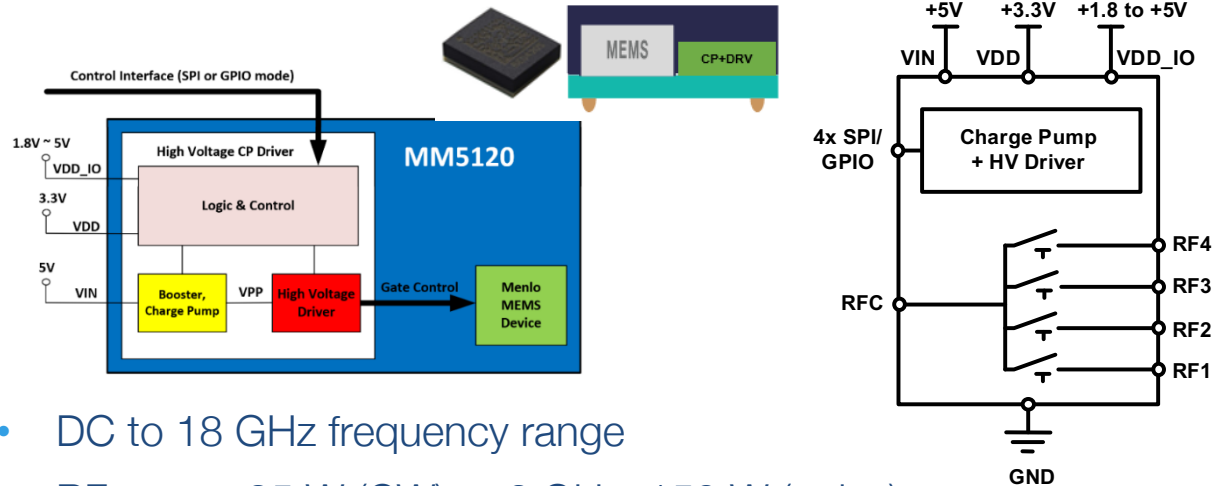 Control Interface (SPI or GPIO mode)
1.8V ~ 5V
VDD_IO
3.3V
VDD
5V
VIN
High Voltage CP Driver
Logic & Control
Booster,
Charge Pump
VPP
High Voltage
Driver
Gate Control
MM5120
Menlo
MEMS
Device
MEMS
CP+DRV
+5V
+3.3V
+1.8 to +5V
VIN
VDD
VDD_IO
4x SPI/
GPIO
Charge Pump
+ HV Driver
RFC
RF4
RF3
RF2
RF1
GND
• DC to 18 GHz frequency range